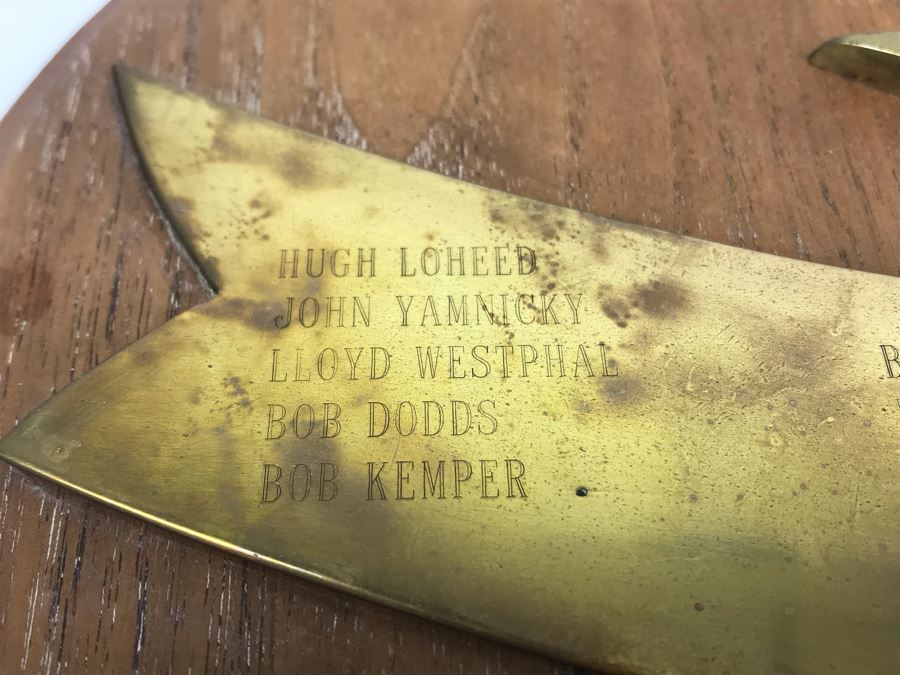 HUGH LOHEED
JOHN YAMNICKY
LLOYD WESTPHAL
BOB DODDS
BOB KEMPER